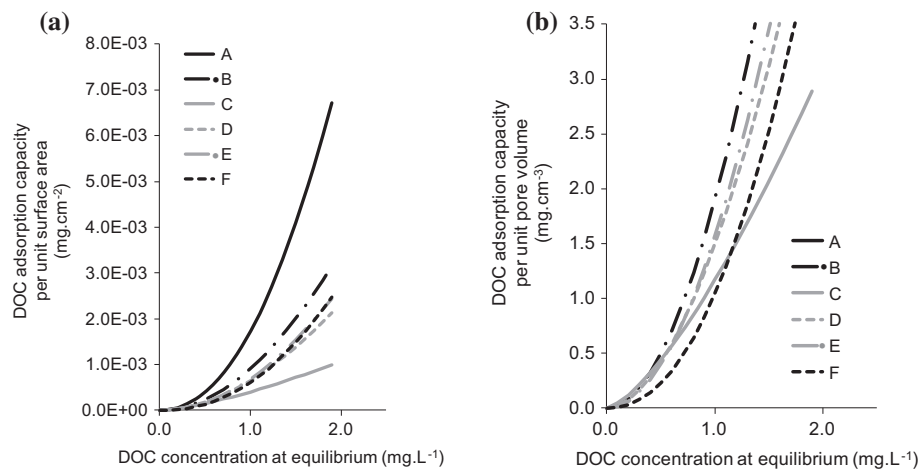 (a)
8.0E-03
7.0E-03
6.0E-03
5.0E-03
4.0E-03
3.0E-03
2.0E-03
1.0E-03
0.0E+00
0.0 1.0 2.0
DOC adsorption capacity
per unit surface area
(mg.cm-2)
DOC concentration at equilibrium (mg.L-1)
A
B
C
D
E
F
(b)
3.5
3.0
2.5
2.0
1.5
1.0
0.5
0.0
0.0 1.0 2.0
DOC adsorption capacity
per unit pore volume
(mg.cm-3)
DOC concentration at equilibrium (mg.L-1)
A
B
C
D
E
F